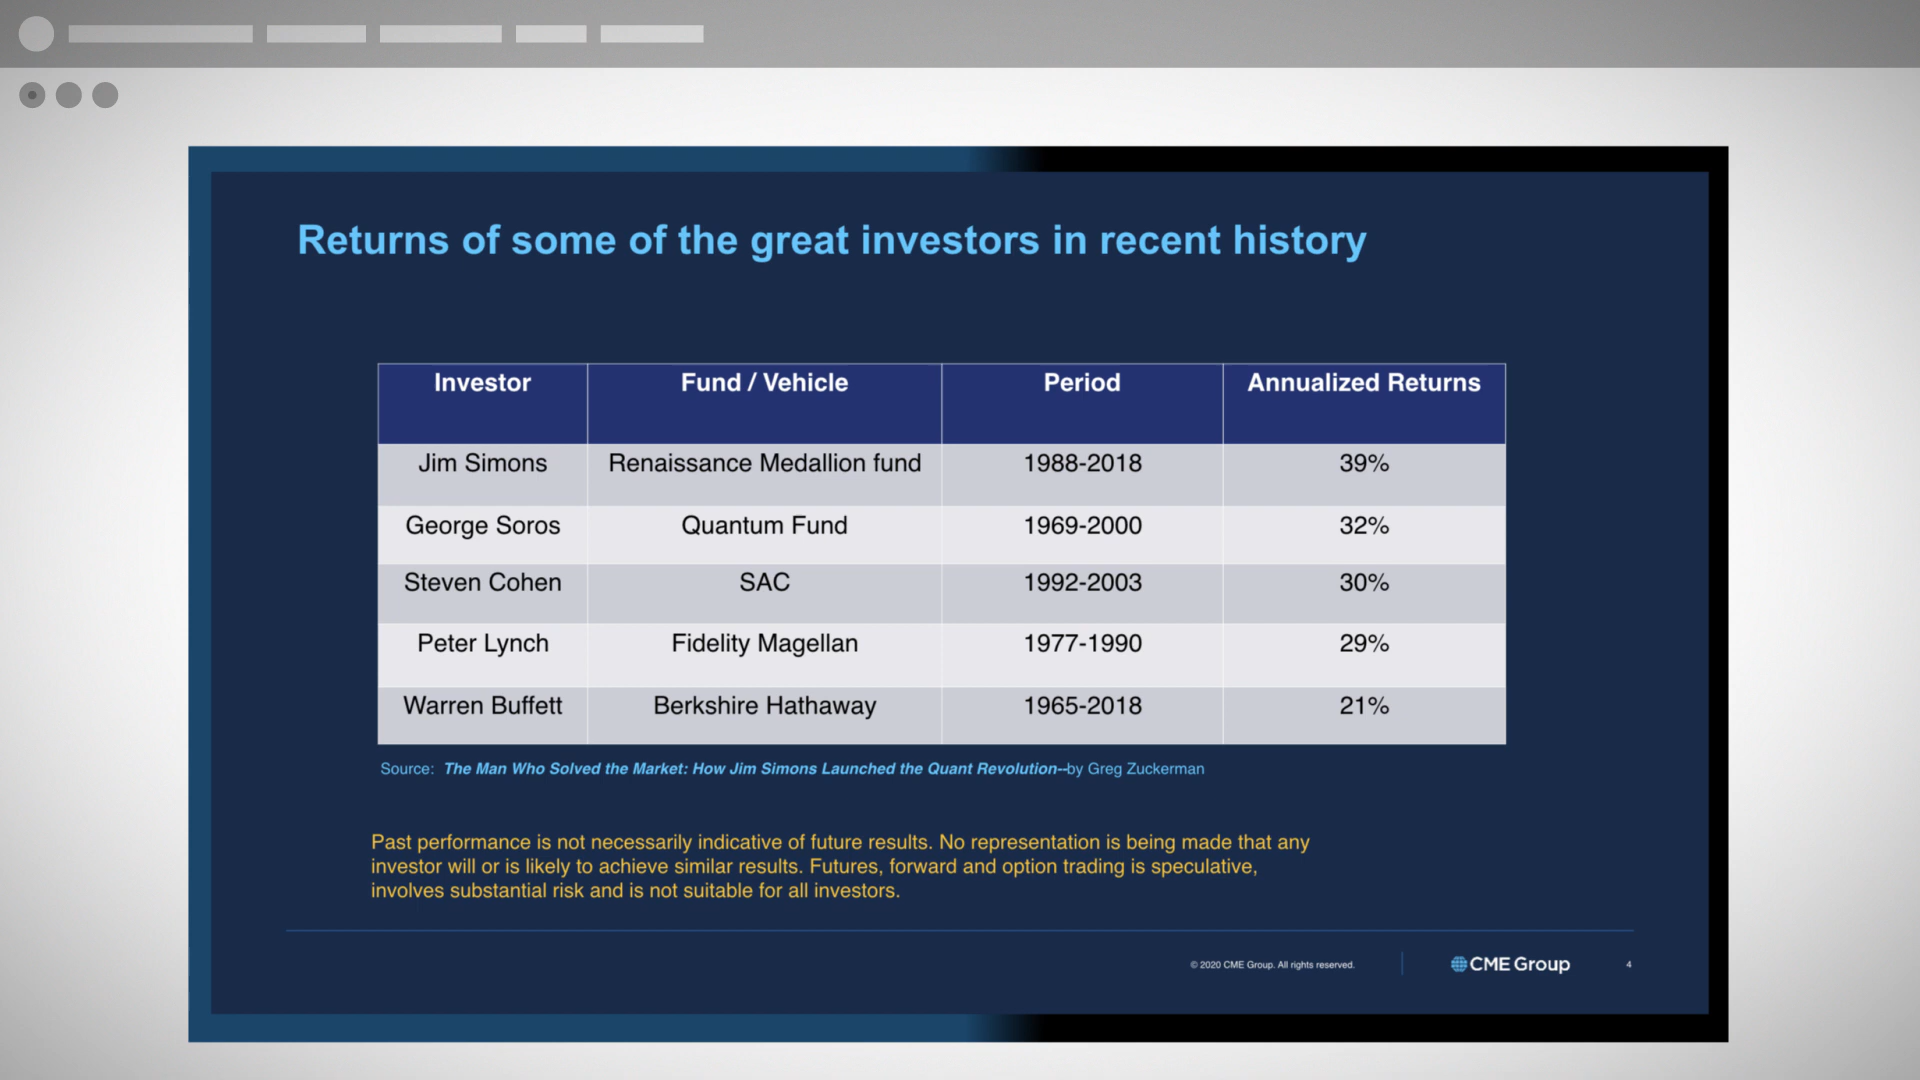 Returns of some of the great investors in recent history
Investor Fund / Vehicle Period Annualized Returns
Jim Simons Renaissance Medallion fund 1988-2018 39%
George Soros Quantum Fund 1969-2000 32%
Steven Cohen SAC 1992-2003 30%
Peter Lynch Fidelity Magellan 1977-1990 29%
Warren Buffett Berkshire Hathaway 1965-2018 21%
Source: The Man Who Solved the Market: How Jim Simons Launched the Quant Revolution--by Greg Zuckerman
Past performance is not necessarily indicative of future results. No representation is being made that any
investor will or is likely to achieve similar results. Futures, forward and option trading is speculative,
involves substantial risk and is not suitable for all investors.
© 2020 CME Group. All rights reserved. CME Group 4